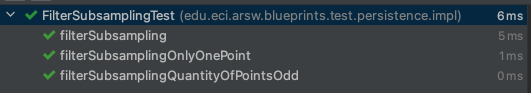 FilterSubsamplingTest (edu.eci.arsw.blueprints.test.persistence.impl) 6 ms
filterSubsampling 5 ms
filterSubsamplingOnlyOnePoint 1 ms
filterSubsamplingQuantityOfPointsOdd 0 ms